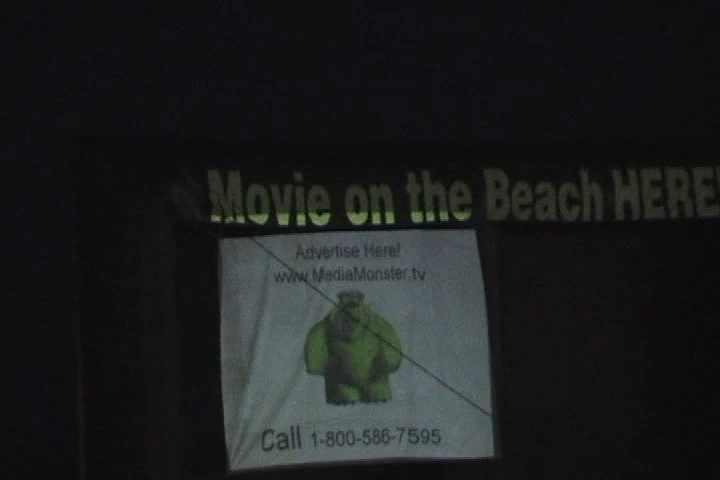 Movie on the Beach HERE!
Advertise Here!
www.MediaMonster.tv
Call 1-800-586-7595